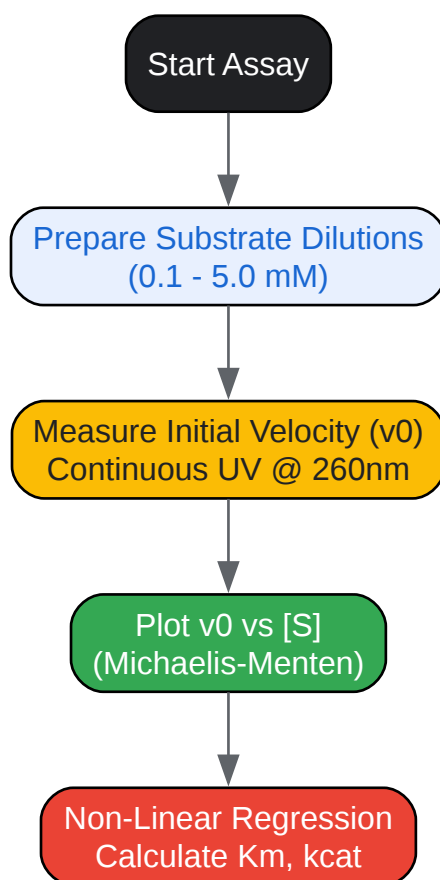 Start Assay
Prepare Substrate Dilutions
(0.1 - 5.0 mM)
Measure Initial Velocity (v0)
Continuous UV @ 260nm
Plot v0 vs [S]
(Michaelis-Menten)
Non-Linear Regression
Calculate Km, kcat